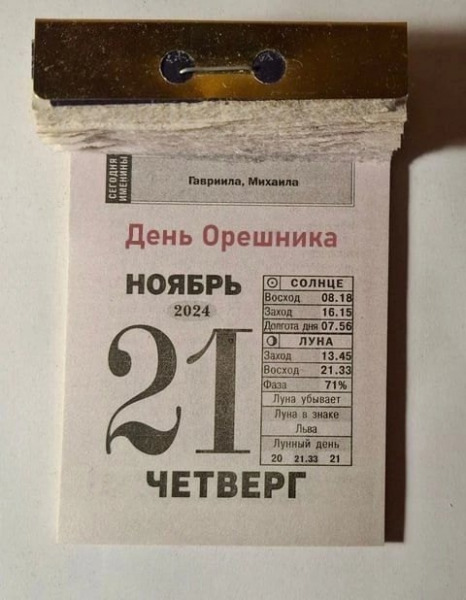 СЕГОДНЯ
ИМЕНИНЫ
Гавриила, Михаила
День Орешника
НОЯБРЬ
2024
21
ЧЕТВЕРГ
СОЛНЦЕ
Восход 08.18
Заход 16.15
Долгота дня 07.56
ЛУНА
Заход 13.45
Восход 21.33
Фаза 71%
Луна убывает
Луна в знаке
Льва
Лунный день
20 21.33 21